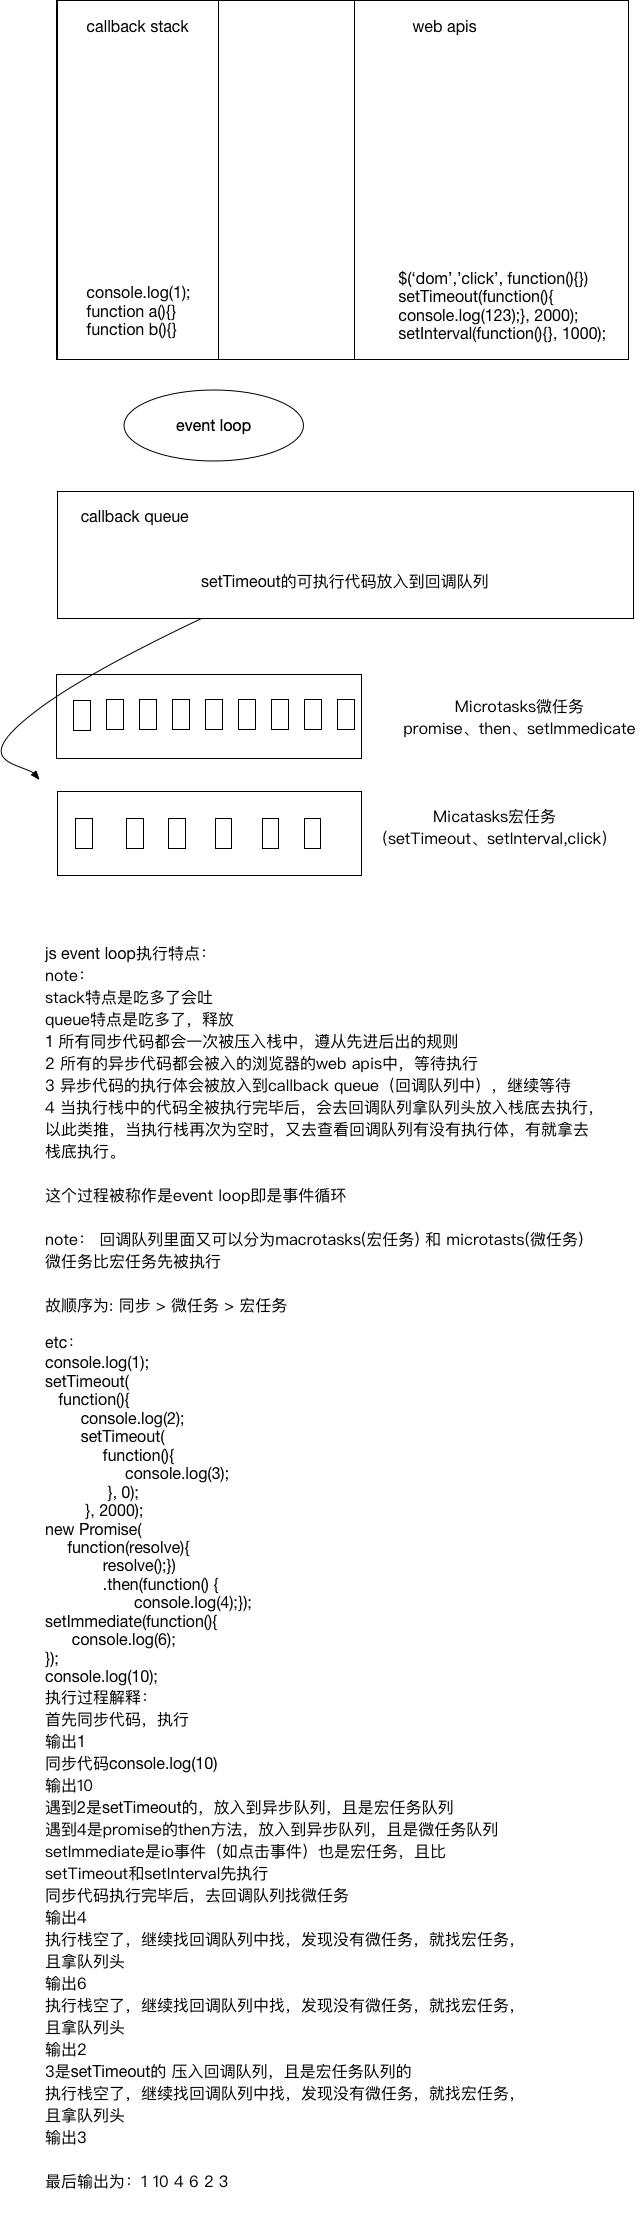 callback stack
web apis
console.log(1);
function a(){}
function b(){}
$(‘dom’,’click’, function(){})
setTimeout(function(){
console.log(123);}, 2000);
setInterval(function(){}, 1000);
event loop
callback queue
setTimeout的可执行代码放入到回调队列
Microtasks微任务
promise、then、setImmedicate
Micatasks宏任务
(setTimeout、setInterval,click)
js event loop执行特点：
note：
stack特点是吃多了会吐
queue特点是吃多了，释放
1 所有同步代码都会一次被压入栈中，遵从先进后出的规则
2 所有的异步代码都会被入的浏览器的web apis中，等待执行
3 异步代码的执行体会被放入到callback queue（回调队列中），继续等待
4 当执行栈中的代码全被执行完毕后，会去回调队列拿队列头放入栈底去执行，
以此类推，当执行栈再次为空时，又去查看回调队列有没有执行体，有就拿去
栈底执行。
这个过程被称作是event loop即是事件循环
note： 回调队列里面又可以分为macrotasks(宏任务) 和 microtasts(微任务)
微任务比宏任务先被执行
故顺序为: 同步 > 微任务 > 宏任务
etc：
console.log(1);
setTimeout(
function(){
console.log(2);
setTimeout(
function(){
console.log(3);
}, 0);
}, 2000);
new Promise(
function(resolve){
resolve();})
.then(function() {
console.log(4);});
setImmediate(function(){
console.log(6);
});
console.log(10);
执行过程解释：
首先同步代码，执行
输出1
同步代码console.log(10)
输出10
遇到2是setTimeout的，放入到异步队列，且是宏任务队列
遇到4是promise的then方法，放入到异步队列，且是微任务队列
setImmediate是io事件（如点击事件）也是宏任务，且比
setTimeout和setInterval先执行
同步代码执行完毕后，去回调队列找微任务
输出4
执行栈空了，继续找回调队列中找，发现没有微任务，就找宏任务，
且拿队列头
输出6
执行栈空了，继续找回调队列中找，发现没有微任务，就找宏任务，
且拿队列头
输出2
3是setTimeout的 压入回调队列，且是宏任务队列的
执行栈空了，继续找回调队列中找，发现没有微任务，就找宏任务，
且拿队列头
输出3
最后输出为：1 10 4 6 2 3